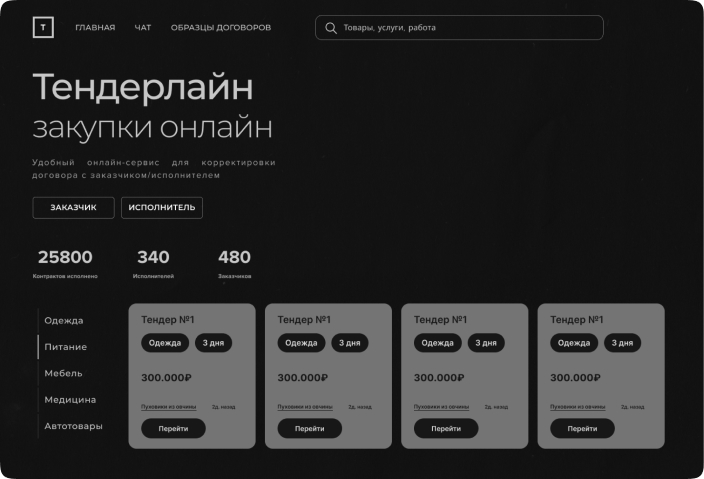 Т ГЛАВНАЯ ЧАТ ОБРАЗЦЫ ДОГОВОРОВ Товары, услуги, работа
Тендерлайн
закупки онлайн
Удобный онлайн-сервис для корректировки
договора с заказчиком/исполнителем
ЗАКАЗЧИК ИСПОЛНИТЕЛЬ
25800 340 480
Контрактов исполнено Исполнителей Заказчиков
Одежда
Питание
Мебель
Медицина
Автотовары
Тендер №1
Одежда 3 дня
300.000₽
Пуховики из овчины 2д. назад
Перейти
Тендер №1
Одежда 3 дня
300.000₽
Пуховики из овчины 2д. назад
Перейти
Тендер №1
Одежда 3 дня
300.000₽
Пуховики из овчины 2д. назад
Перейти
Тендер №1
Одежда 3 дня
300.000₽
Пуховики из овчины 2д. назад
Перейти